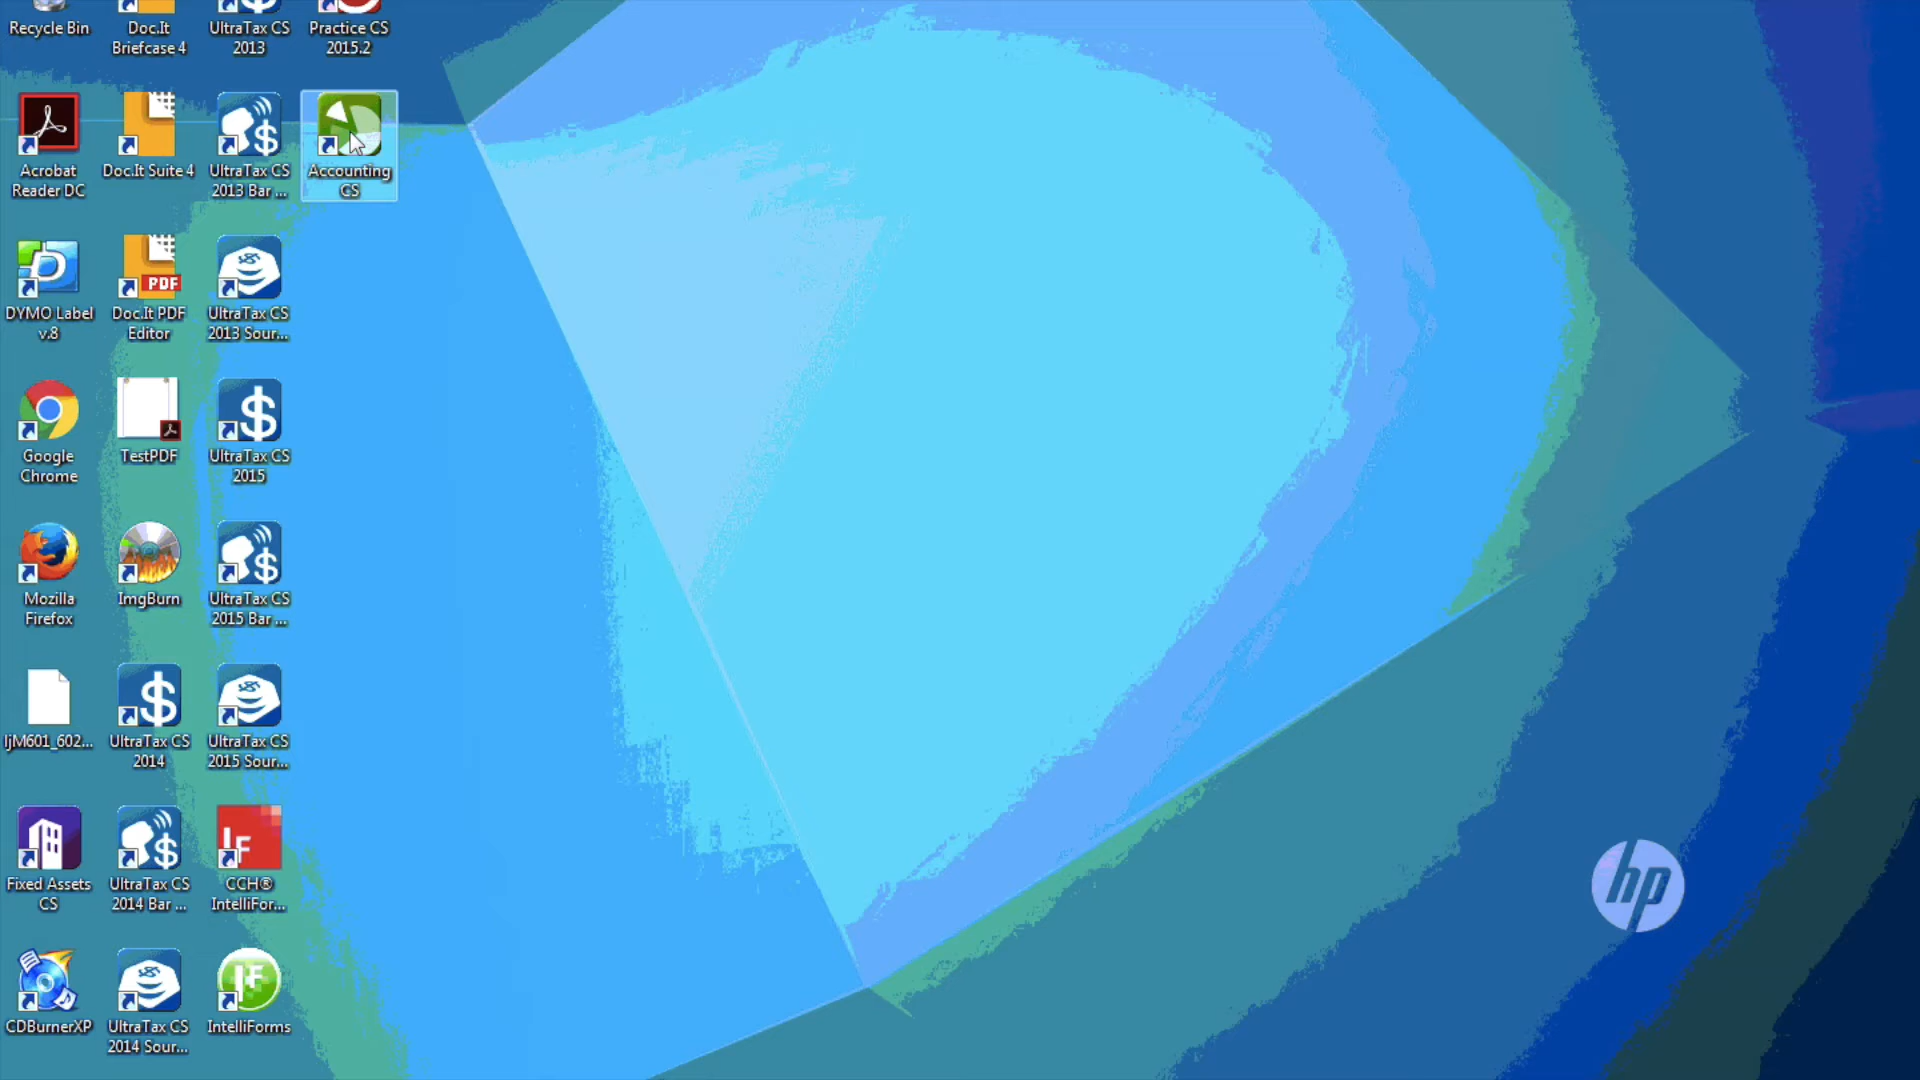 Recycle Bin
Doc.It
Briefcase 4
UltraTax CS
2013
Practice CS
2015.2
Acrobat
Reader DC
Doc.It Suite 4
UltraTax CS
2013 Bar ...
Accounting
CS
DYMO Label
v.8
PDF
Doc.It PDF
Editor
UltraTax CS
2013 Sour...
Google
Chrome
TestPDF
UltraTax CS
2015
Mozilla
Firefox
ImgBurn
UltraTax CS
2015 Bar ...
ljM601_602...
UltraTax CS
2014
UltraTax CS
2015 Sour...
Fixed Assets
CS
UltraTax CS
2014 Bar ...
IF
CCH®
IntelliFor...
hp
CDBurnerXP
UltraTax CS
2014 Sour...
IF
IntelliForms